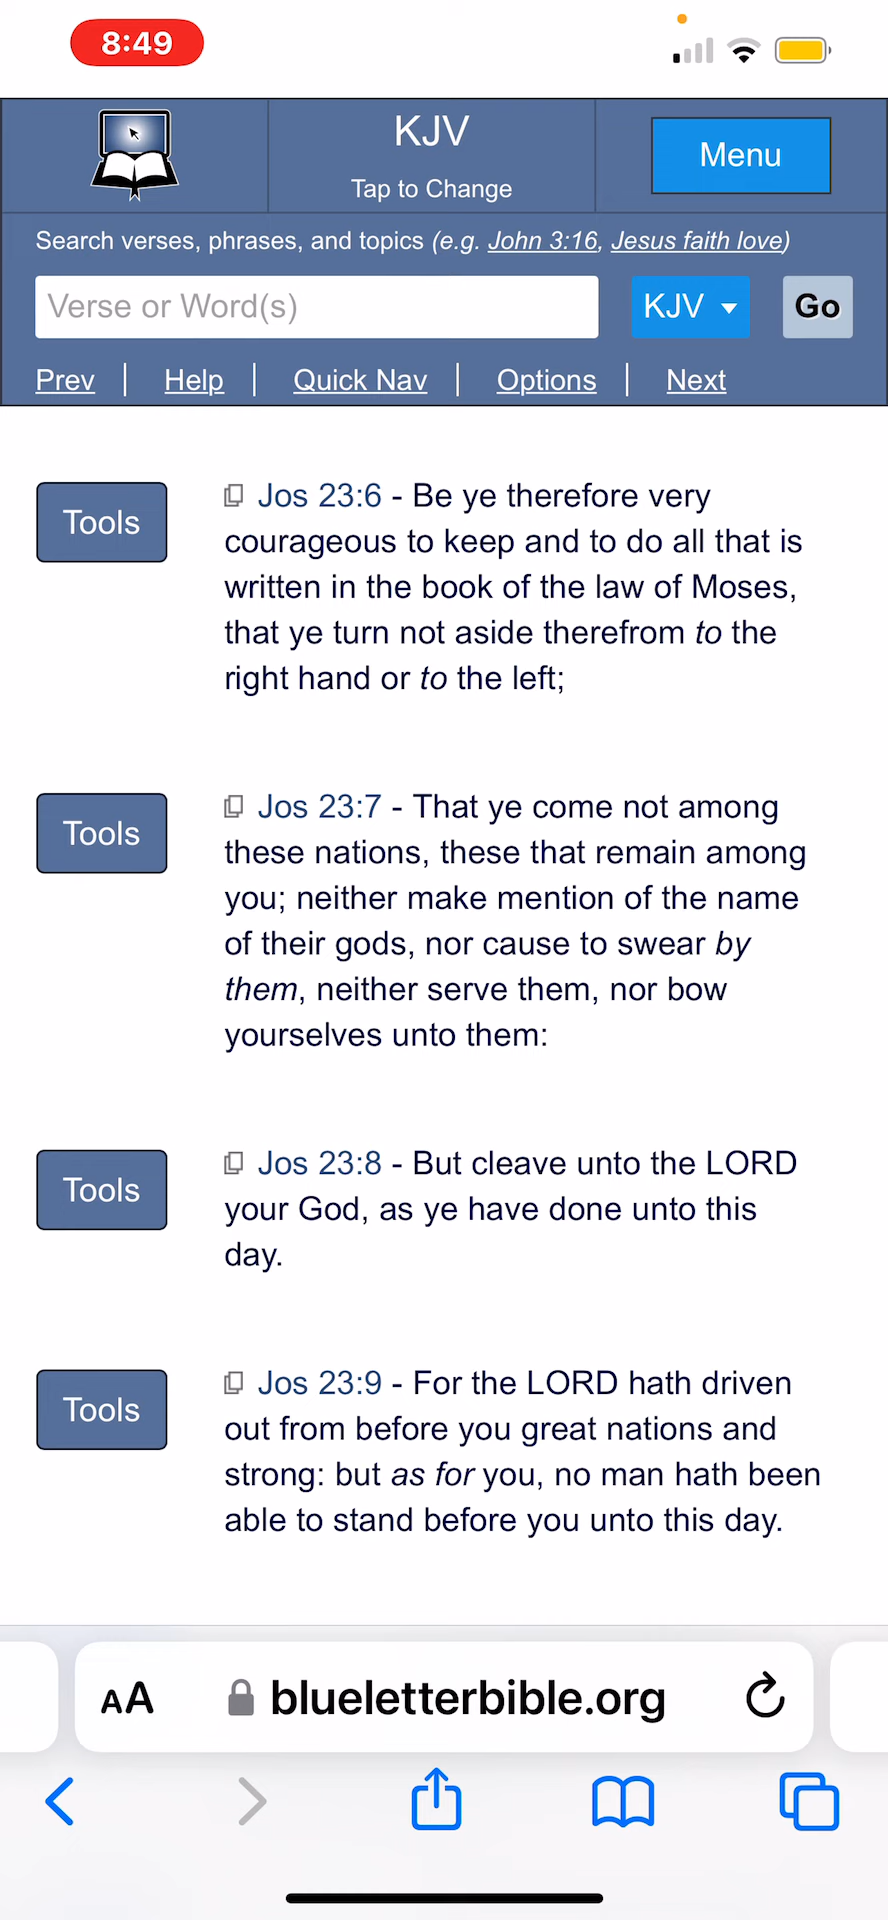 8:49
KJV
Tap to Change
Menu
Search verses, phrases, and topics (e.g. John 3:16, Jesus faith love)
Verse or Word(s)
KJV
Go
Prev | Help | Quick Nav | Options | Next
Tools
Jos 23:6 - Be ye therefore very
courageous to keep and to do all that is
written in the book of the law of Moses,
that ye turn not aside therefrom to the
right hand or to the left;
Tools
Jos 23:7 - That ye come not among
these nations, these that remain among
you; neither make mention of the name
of their gods, nor cause to swear by
them, neither serve them, nor bow
yourselves unto them:
Tools
Jos 23:8 - But cleave unto the LORD
your God, as ye have done unto this
day.
Tools
Jos 23:9 - For the LORD hath driven
out from before you great nations and
strong: but as for you, no man hath been
able to stand before you unto this day.
AA
blueletterbible.org